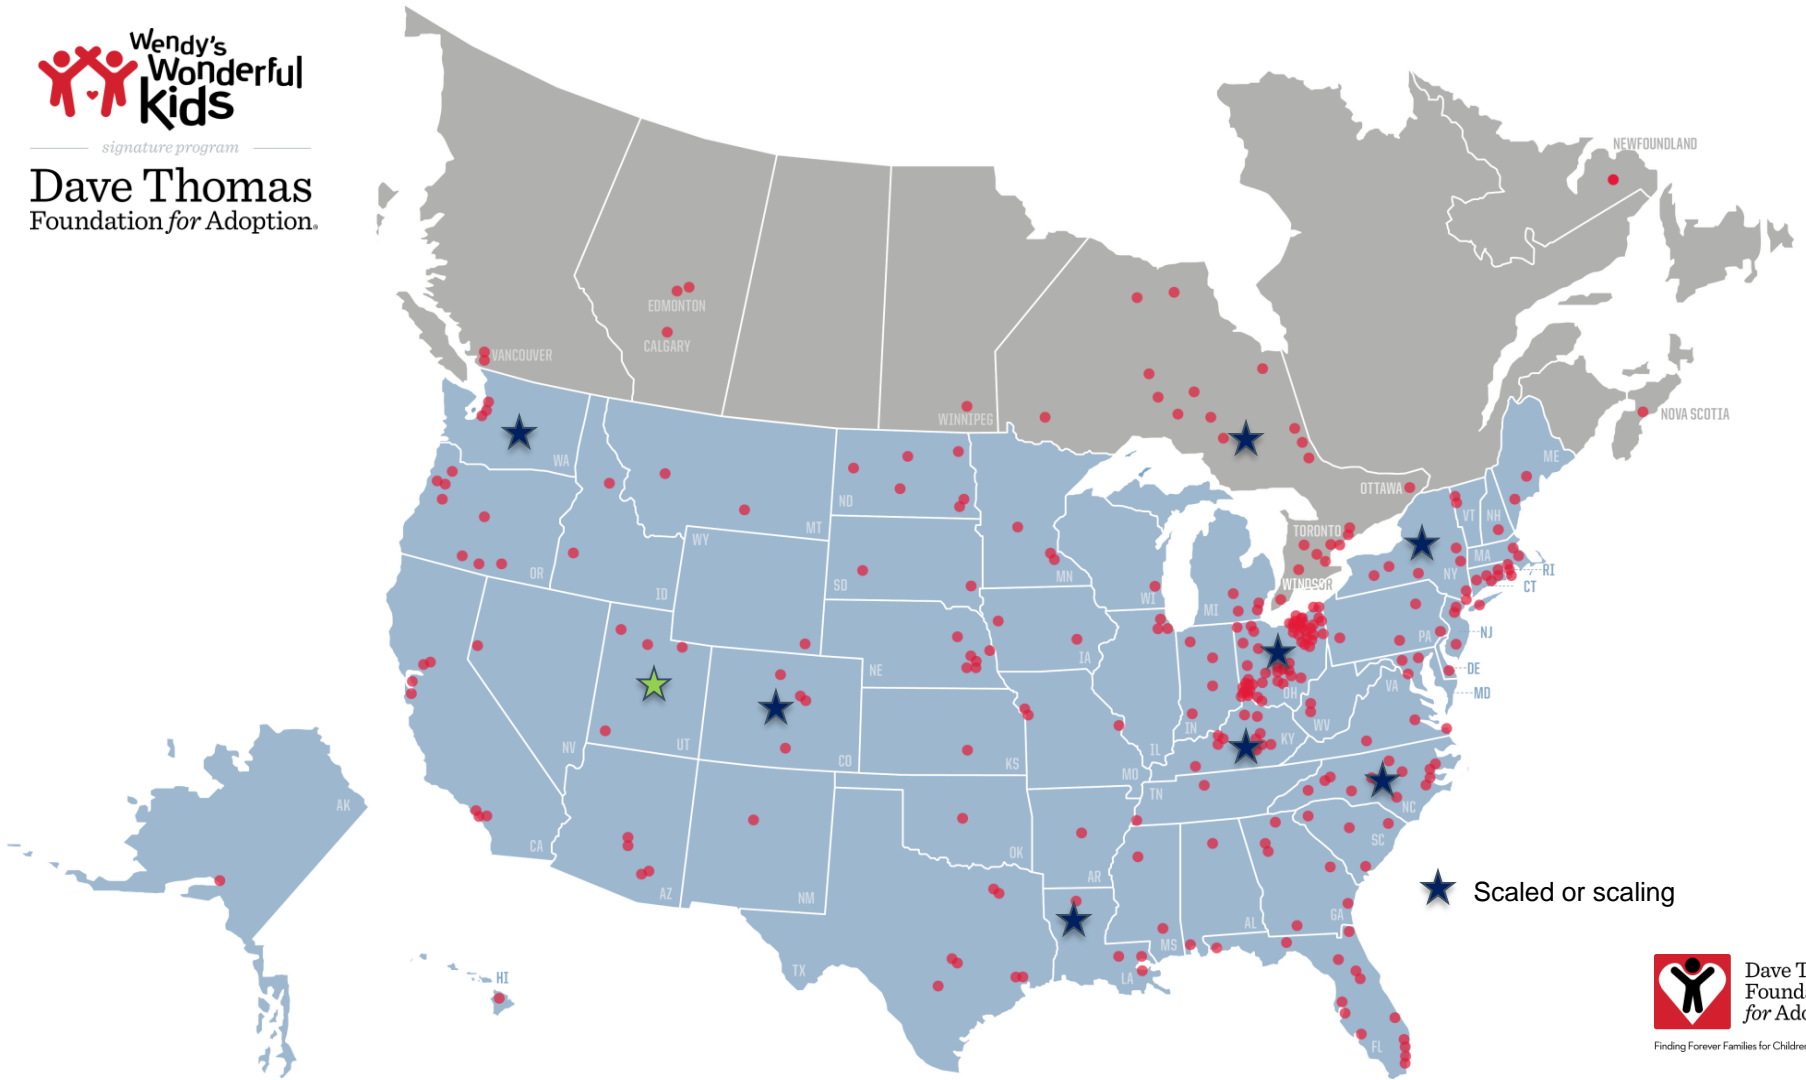 Wendy's
Wonderful
kids
signature program
Dave Thomas
Foundation for Adoption®
NEWFOUNDLAND
EDMONTON
CALGARY
VANCOUVER
WINNIPEG
NOVA SCOTIA
OTTAWA
TORONTO
WINDSOR
WA
ME
MT
ND
VT
NH
OR
ID
WY
SD
MN
WI
MI
NY
MA
RI
CT
NV
UT
CO
NE
IA
IL
IN
OH
PA
NJ
DE
MD
VA
WV
KY
KS
MO
TN
NC
SC
CA
AZ
NM
OK
AR
TX
LA
MS
AL
GA
FL
AK
HI
Scaled or scaling
Dave T
Founda
for Ado
Finding Forever Families for Children